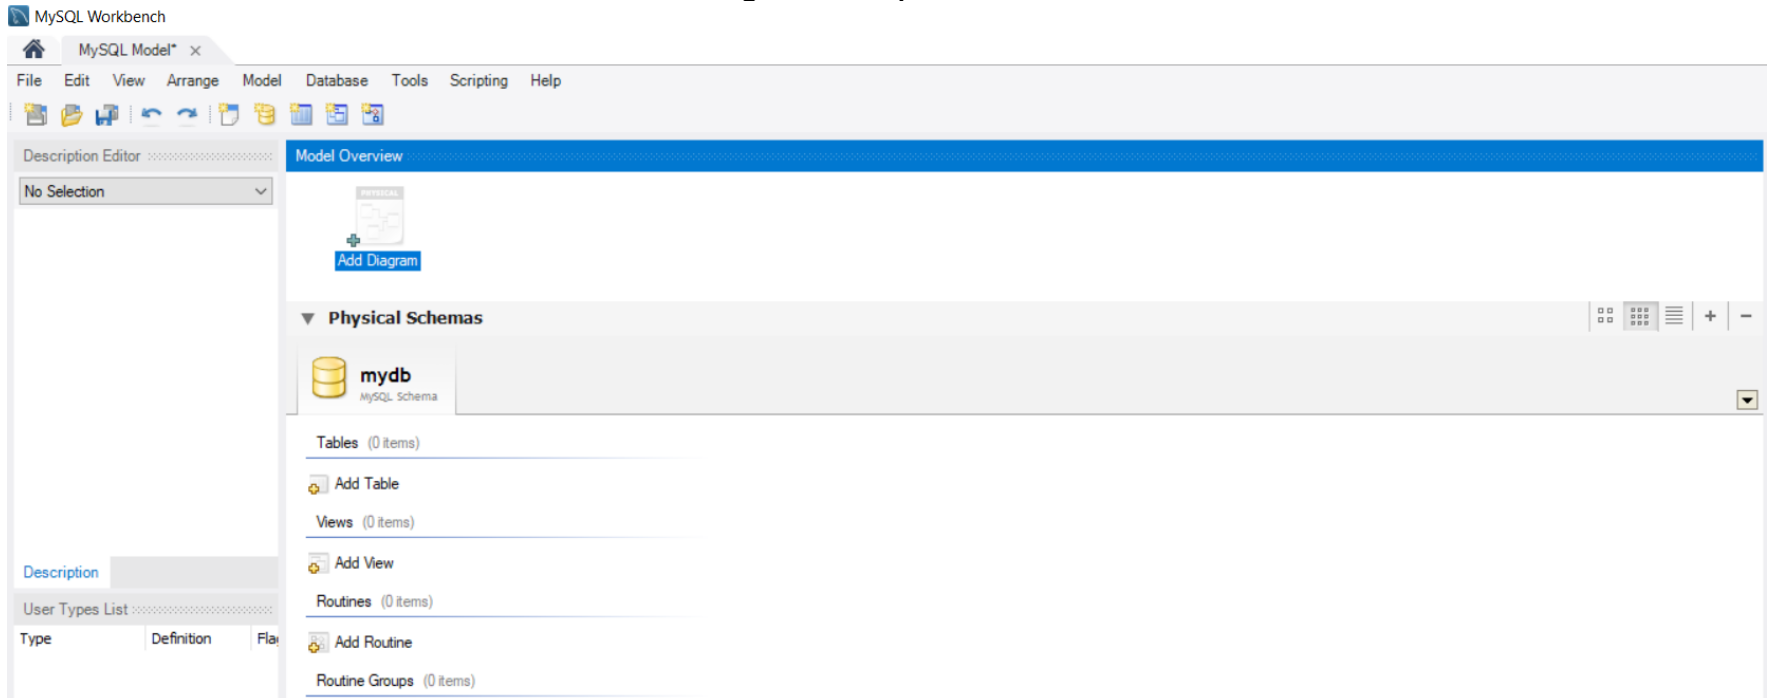 MySQL Workbench
MySQL Model* ×
File Edit View Arrange Model Database Tools Scripting Help
Description Editor
No Selection
Description
User Types List
Type Definition
Model Overview
PHYSICAL
Add Diagram
Physical Schemas
mydb
MySQL Schema
Tables (0 items)
Add Table
Views (0 items)
Add View
Routines (0 items)
Add Routine
Routine Groups (0 items)